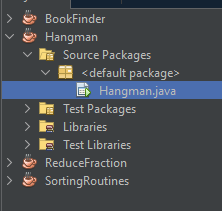 BookFinder
Hangman
Source Packages
<default package>
Hangman.java
Test Packages
Libraries
Test Libraries
ReduceFraction
SortingRoutines